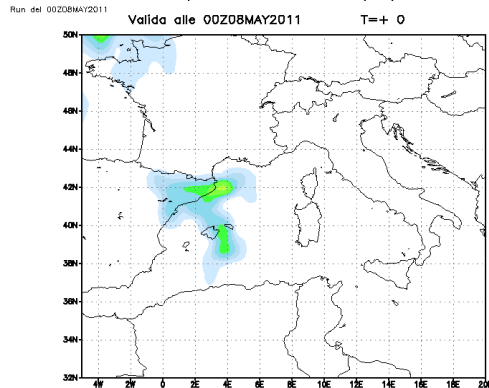 Run del 00Z08MAY2011
Valida alle 00Z08MAY2011 T=+ 0
50N
48N
46N
44N
42N
40N
38N
36N
34N
32N
4W 2W 0 2E 4E 6E 8E 10E 12E 14E 16E 18E